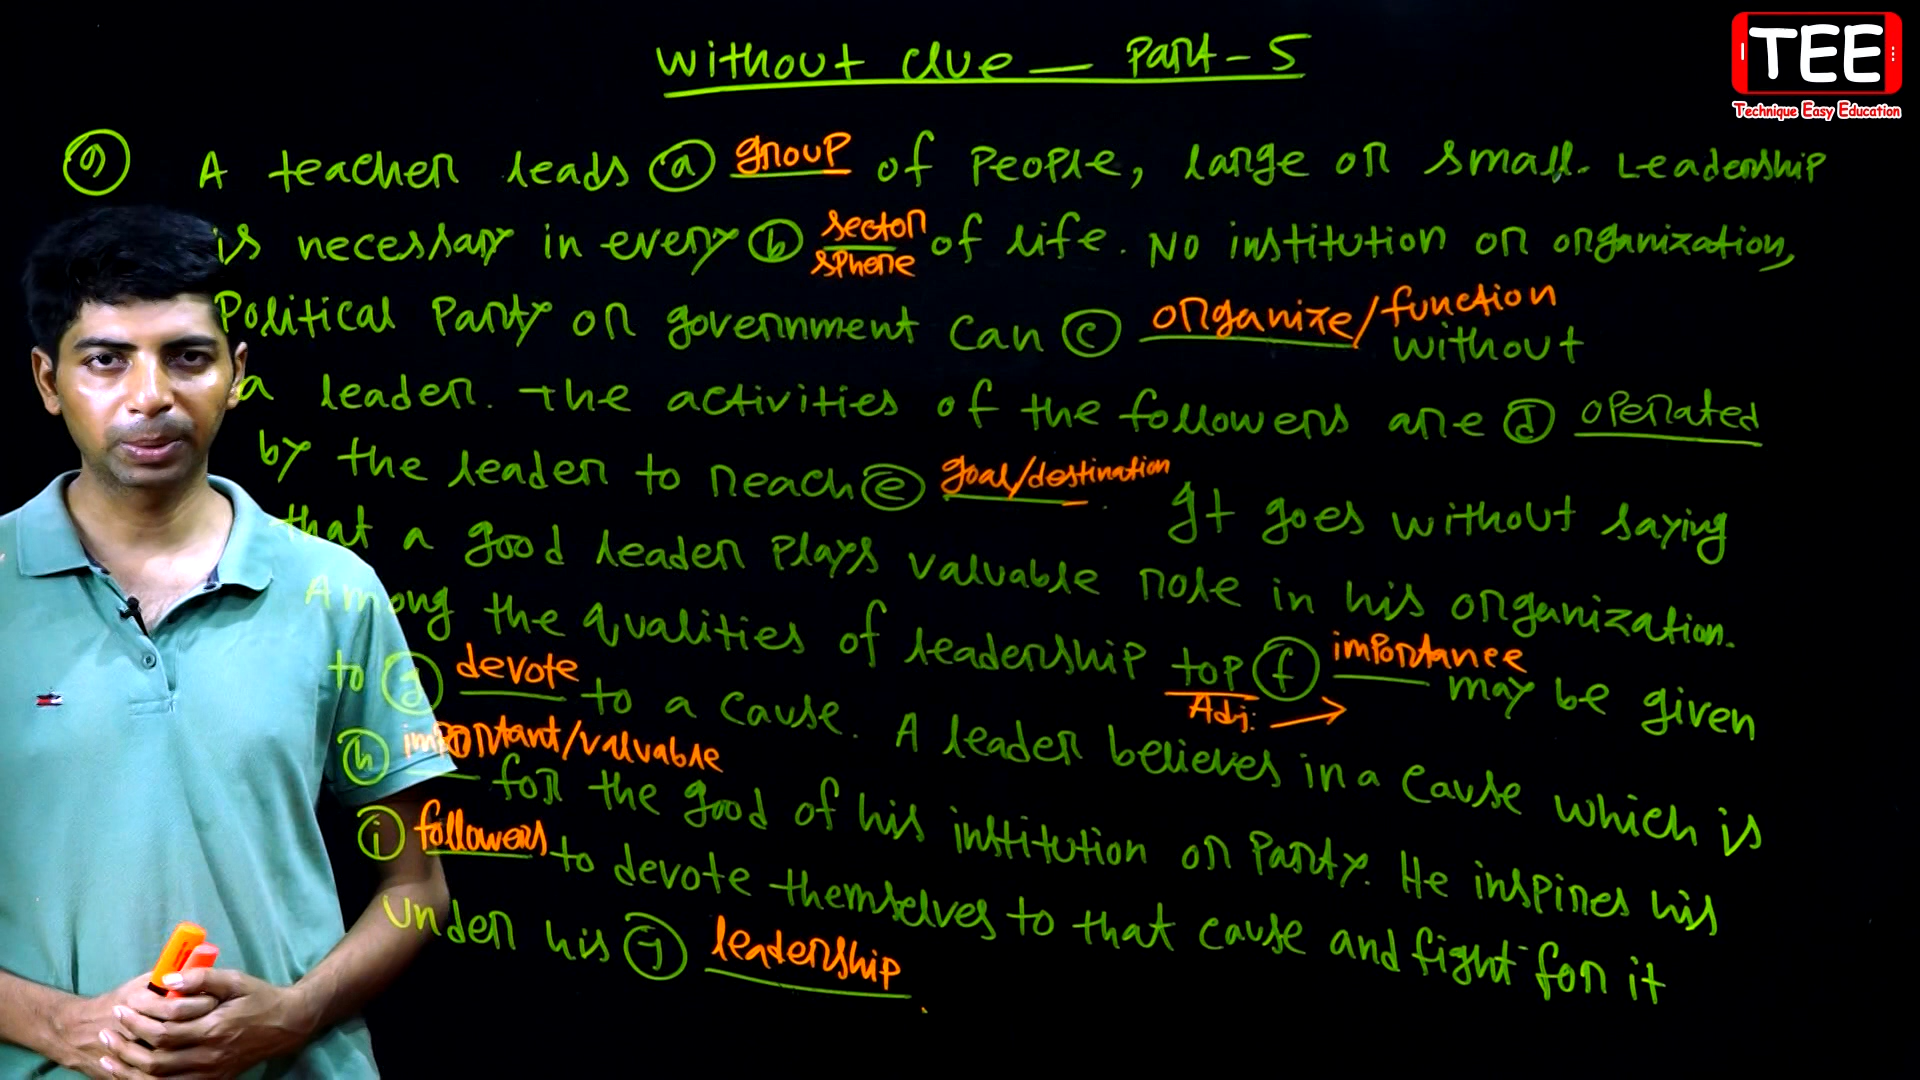 Without clue — Part-5
TEE
Technique Easy Education
A teacher leads (a) group of people, large or small. Leadership
is necessary in every (b) sector of life. No institution or organization,
sphere
Political Party or government can (c) organize/function without
a leader. The activities of the followers are (d) operated
by the leader to reach (e) goal/destination. It goes without saying
that a good leader plays valuable role in his organization.
Among the qualities of leadership top (f) importance may be given
Adj:
to (g) devote to a cause. A leader believes in a cause which is
(h) important/valuable for the good of his institution or party. He inspires his
(i) followers to devote themselves to that cause and fight for it
under his (j) leadership.